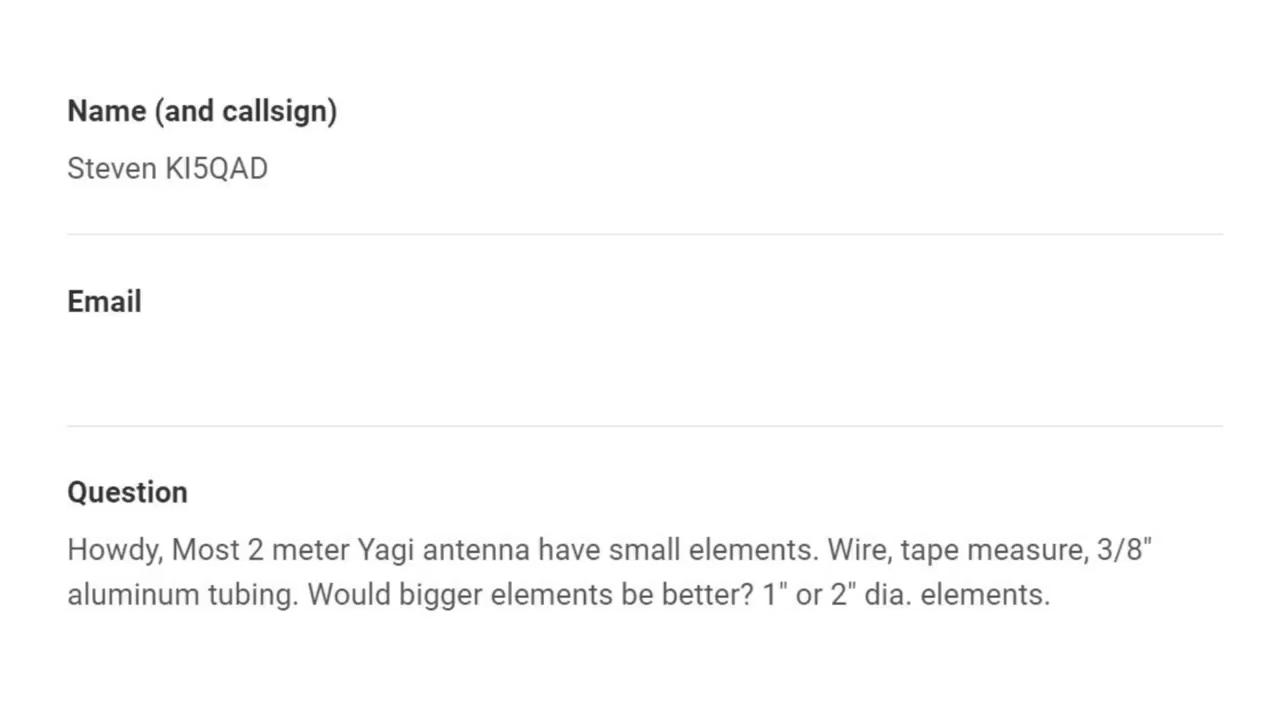 Name (and callsign)
Steven KI5QAD
Email
Question
Howdy, Most 2 meter Yagi antenna have small elements. Wire, tape measure, 3/8"
aluminum tubing. Would bigger elements be better? 1" or 2" dia. elements.